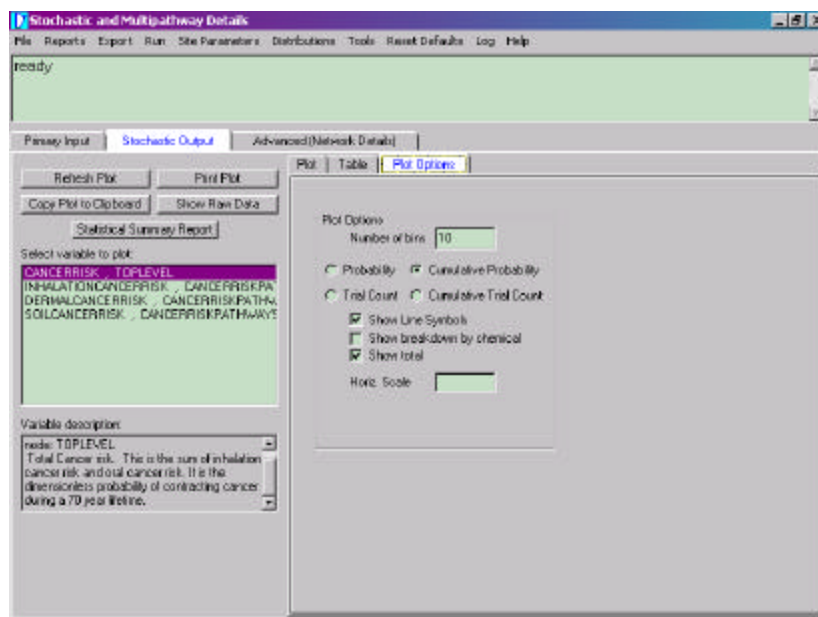 Stochastic and Multipathway Details
File Reports Export Run Site Parameters Distributions Tools Reset Defaults Log Help
ready
Primary Input Stochastic Output Advanced (Network Details)
Plot Table Plot Options
Refresh Plot Print Plot
Copy Plot to Clipboard Show Raw Data
Statistical Summary Report
Select variable to plot:
CANCERRISK , TOPLEVEL
INHALATIONCANCERRISK , CANCERRISKPA
DERMALCANCERRISK , CANCERRISKPATHW
SOILCANCERRISK , CANCERRISKPATHWAYS
Variable description:
node: TOPLEVEL
Total Cancer risk. This is the sum of inhalation
cancer risk and oral cancer risk. It is the
dimensionless probability of contracting cancer
during a 70 year lifetime.
Plot Options
Number of bins 10
Probability Cumulative Probability
Trial Count Cumulative Trial Count
Show Line Symbols
Show breakdown by chemical
Show total
Horiz. Scale